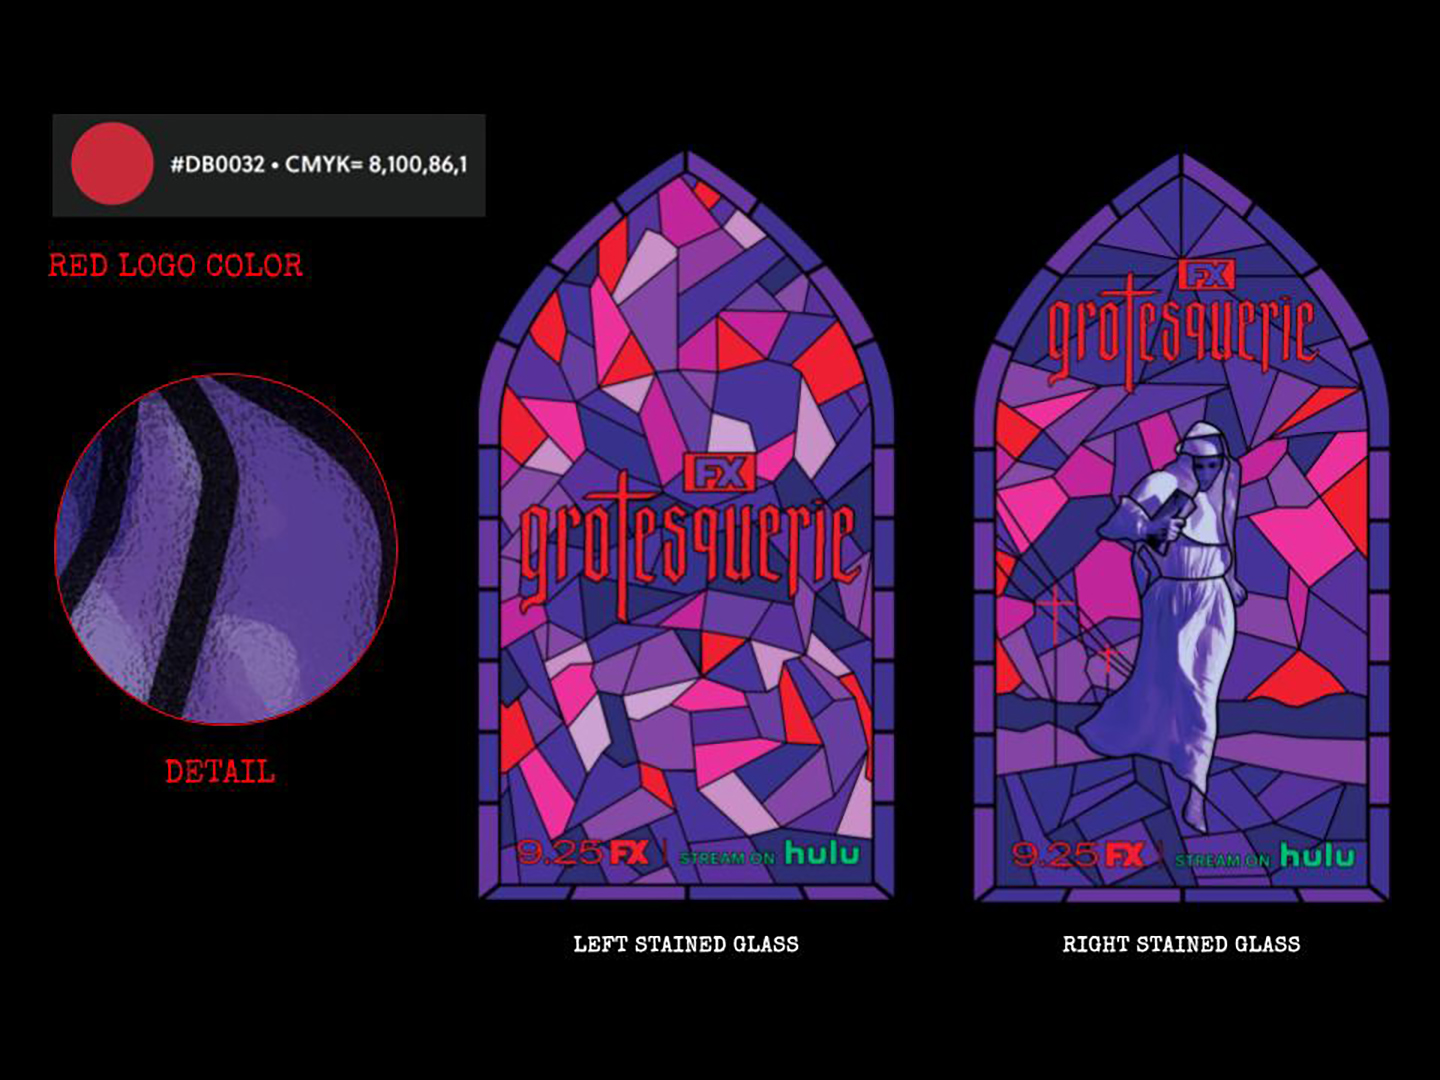 #DB0032 • CMYK= 8,100,86,1
RED LOGO COLOR
DETAIL
FX
grotesquerie
9.25 FX | STREAM ON hulu
LEFT STAINED GLASS
FX
grotesquerie
9.25 FX | STREAM ON hulu
RIGHT STAINED GLASS